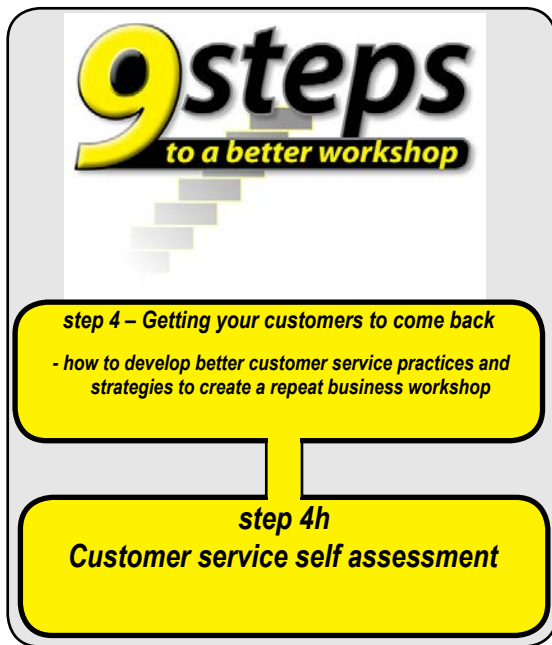 9steps
to a better workshop
step 4 – Getting your customers to come back
- how to develop better customer service practices and
strategies to create a repeat business workshop
step 4h
Customer service self assessment